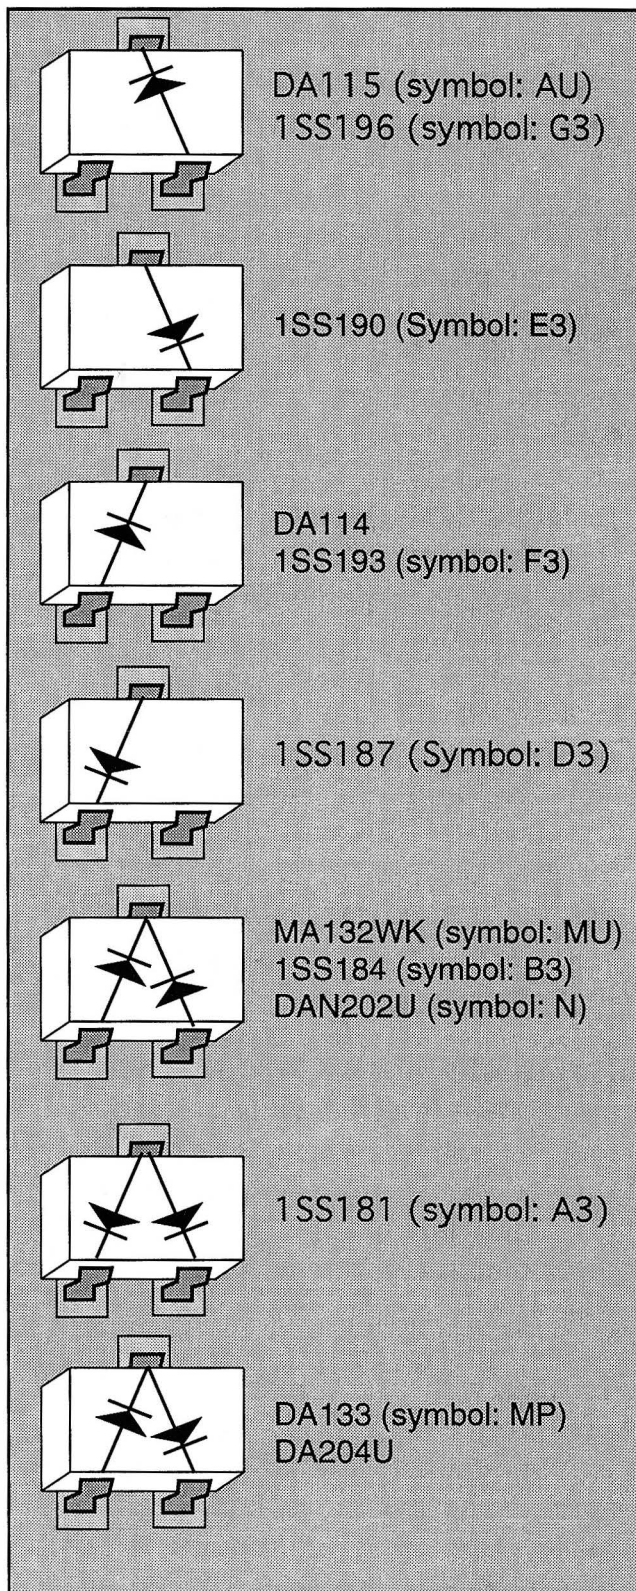 DA115 (symbol: AU)
1SS196 (symbol: G3)
1SS190 (Symbol: E3)
DA114
1SS193 (symbol: F3)
1SS187 (Symbol: D3)
MA132WK (symbol: MU)
1SS184 (symbol: B3)
DAN202U (symbol: N)
1SS181 (symbol: A3)
DA133 (symbol: MP)
DA204U